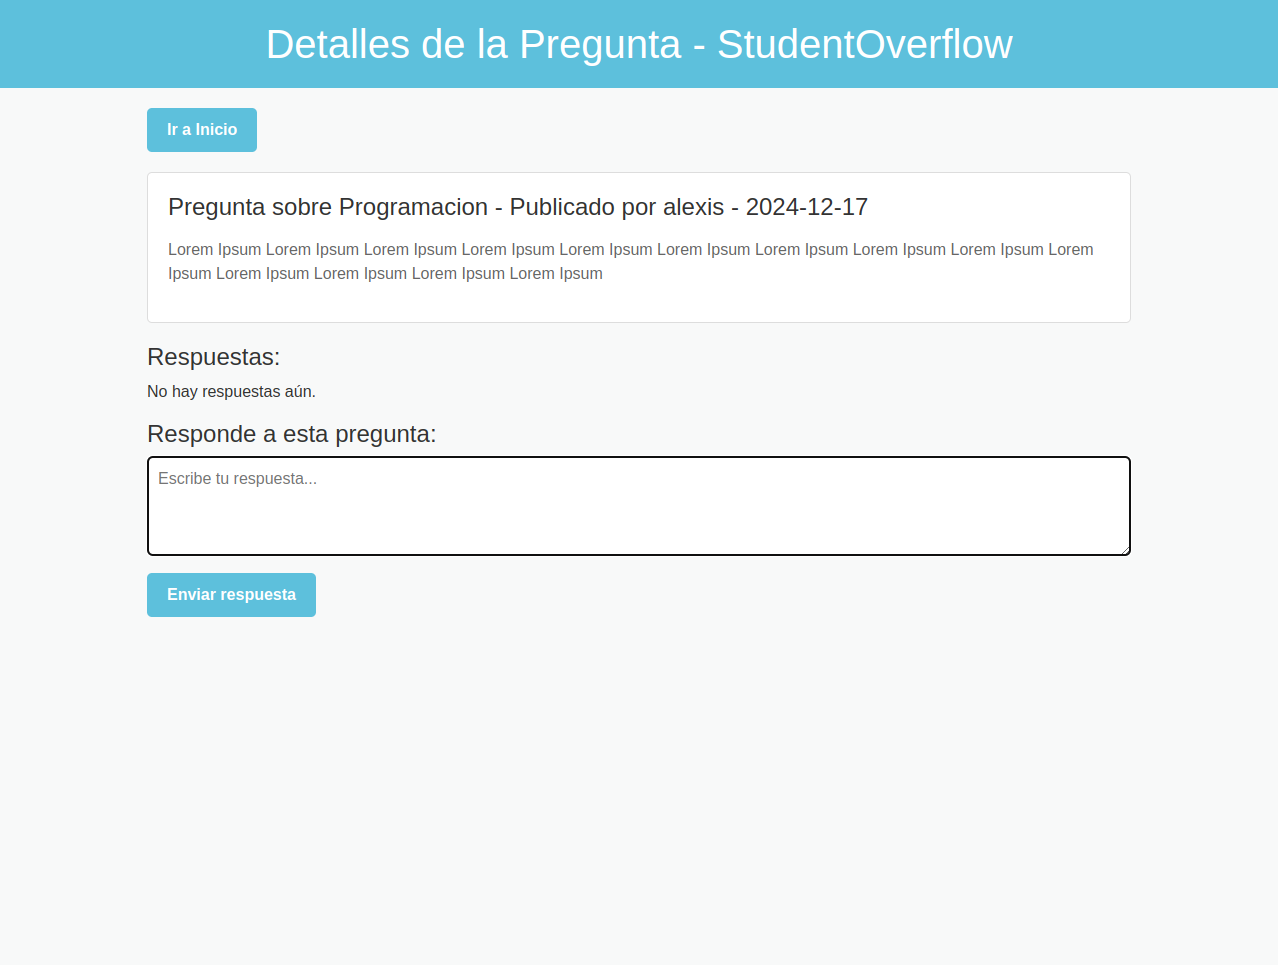 Detalles de la Pregunta - StudentOverflow
Ir a Inicio
Pregunta sobre Programacion - Publicado por alexis - 2024-12-17
Lorem Ipsum Lorem Ipsum Lorem Ipsum Lorem Ipsum Lorem Ipsum Lorem Ipsum Lorem Ipsum Lorem Ipsum Lorem Ipsum Lorem
Ipsum Lorem Ipsum Lorem Ipsum Lorem Ipsum Lorem Ipsum
Respuestas:
No hay respuestas aún.
Responde a esta pregunta:
Escribe tu respuesta...
Enviar respuesta